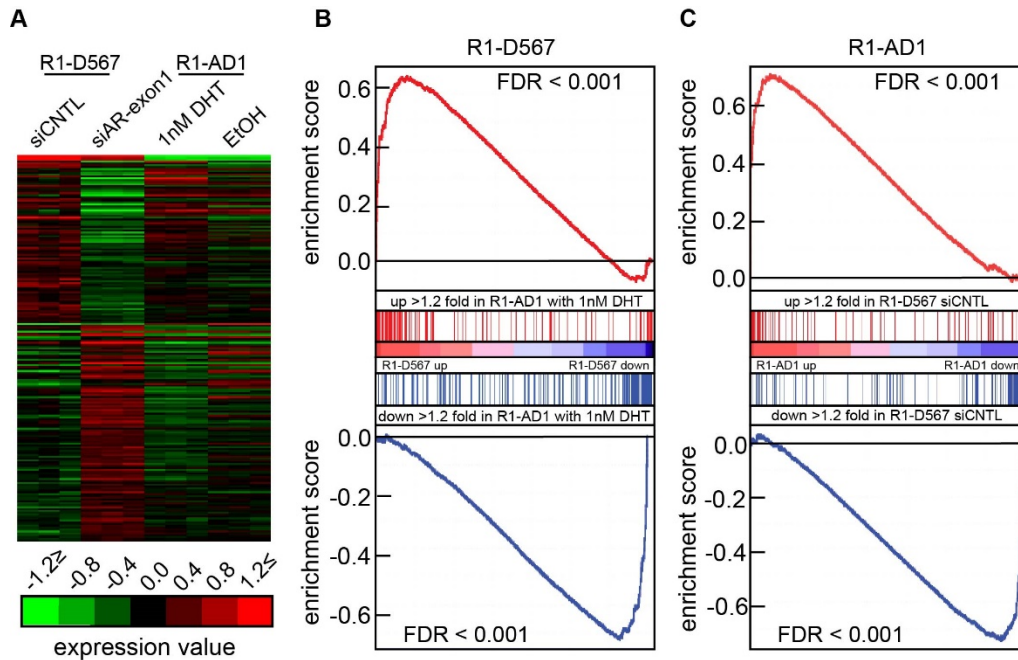 A
R1-D567
R1-AD1
siCNTL
siAR-exon1
1nM DHT
EtOH
-1.2≥
-0.8
-0.4
0.0
0.4
0.8
1.2≤
expression value
B
R1-D567
FDR < 0.001
enrichment score
0.6
0.4
0.2
0.0
up >1.2 fold in R1-AD1 with 1nM DHT
R1-D567 up
R1-D567 down
down >1.2 fold in R1-AD1 with 1nM DHT
enrichment score
0.0
-0.2
-0.4
-0.6
FDR < 0.001
C
R1-AD1
FDR < 0.001
enrichment score
0.6
0.4
0.2
0.0
up >1.2 fold in R1-D567 siCNTL
R1-AD1 up
R1-AD1 down
down >1.2 fold in R1-D567 siCNTL
enrichment score
0.0
-0.2
-0.4
-0.6
FDR < 0.001